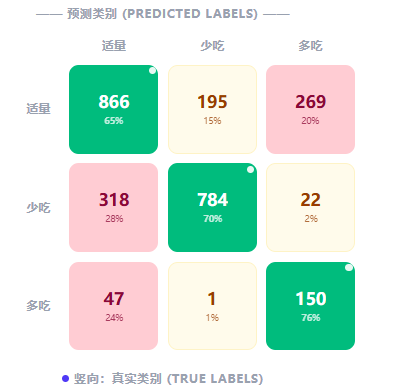 预测类别 (PREDICTED LABELS)
适量 少吃 多吃
适量 866 195 269
65% 15% 20%
少吃 318 784 22
28% 70% 2%
多吃 47 1 150
24% 1% 76%
竖向：真实类别 (TRUE LABELS)